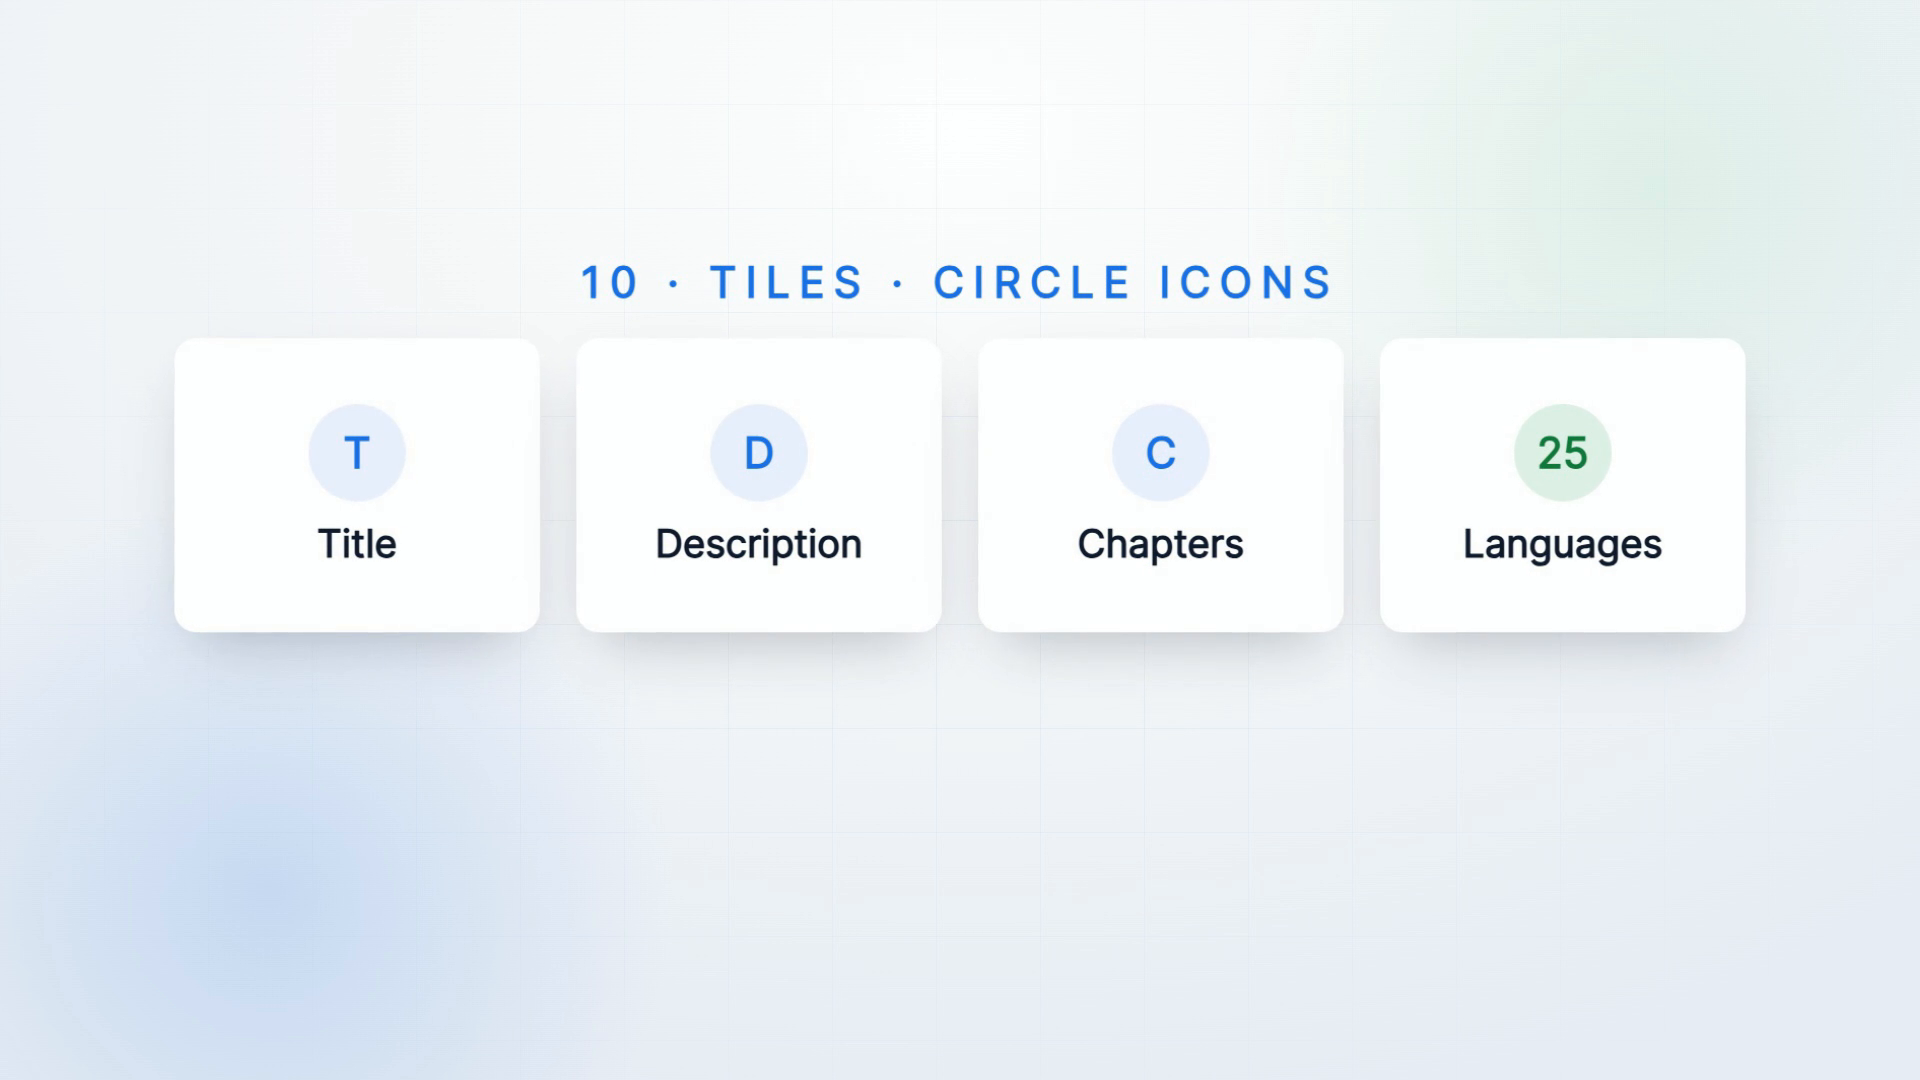 10 · TILES · CIRCLE ICONS
T
Title
D
Description
C
Chapters
25
Languages